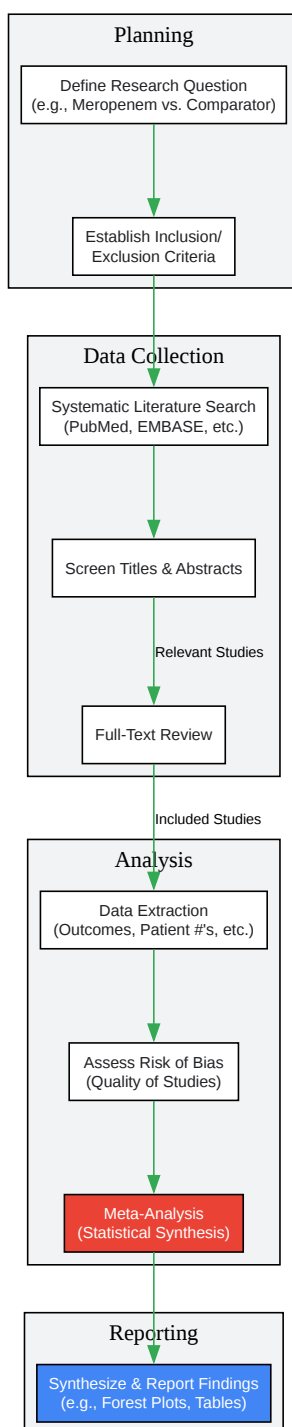 Planning
Define Research Question
(e.g., Meropenem vs. Comparator)
Establish Inclusion/
Exclusion Criteria
Data Collection
Systematic Literature Search
(PubMed, EMBASE, etc.)
Screen Titles & Abstracts
Relevant Studies
Full-Text Review
Included Studies
Analysis
Data Extraction
(Outcomes, Patient #'s, etc.)
Assess Risk of Bias
(Quality of Studies)
Meta-Analysis
(Statistical Synthesis)
Reporting
Synthesize & Report Findings
(e.g., Forest Plots, Tables)